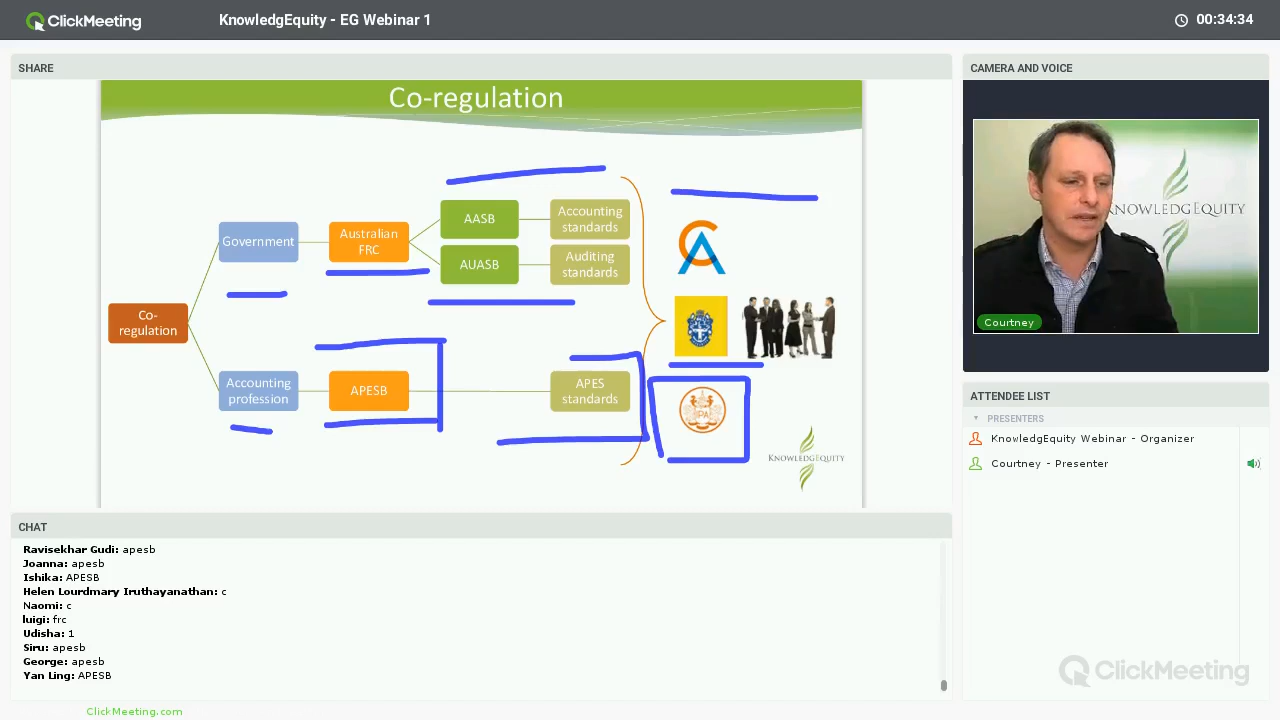 ClickMeeting
KnowledgEquity - EG Webinar 1
00:34:34
SHARE
Co-regulation
Co-
regulation
Government
Australian
FRC
AASB
Accounting
standards
AUASB
Auditing
standards
Accounting
profession
APESB
APES
standards
CA
IPA
KNOWLEDGEQUITY
CAMERA AND VOICE
KNOWLEDGEQUITY
Courtney
ATTENDEE LIST
PRESENTERS
KnowledgEquity Webinar - Organizer
Courtney - Presenter
ClickMeeting
CHAT
Ravisekhar Gudi: apesb
Joanna: apesb
Ishika: APESB
Helen Lourdmary Iruthayanathan: c
Naomi: c
luigi: frc
Udisha: 1
Siru: apesb
George: apesb
Yan Ling: APESB
ClickMeeting.com